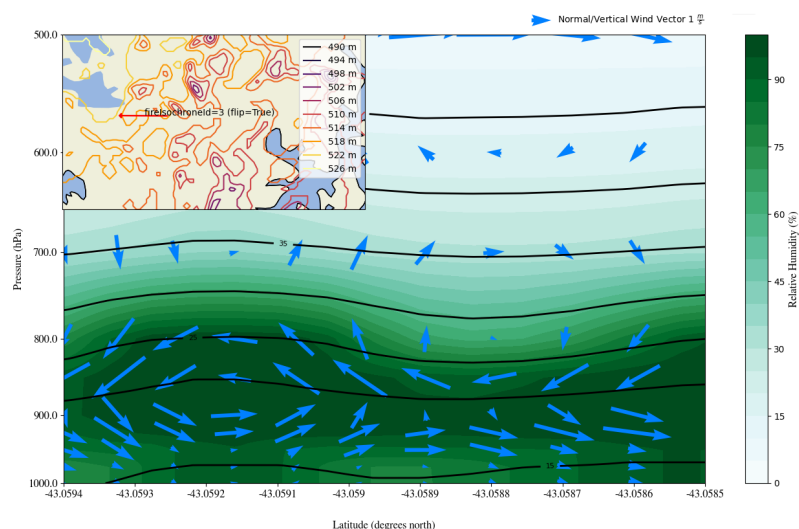 Normal/Vertical Wind Vector 1 m/s
500.0
600.0
700.0
800.0
900.0
1000.0
Pressure (hPa)
fireIsochroneId=3 (flip=True)
490 m
494 m
498 m
502 m
506 m
510 m
514 m
518 m
522 m
526 m
35
25
15
-43.0594
-43.0593
-43.0592
-43.0591
-43.059
-43.0589
-43.0588
-43.0587
-43.0586
-43.0585
Latitude (degrees north)
90
75
60
45
30
15
0
Relative Humidity (%)